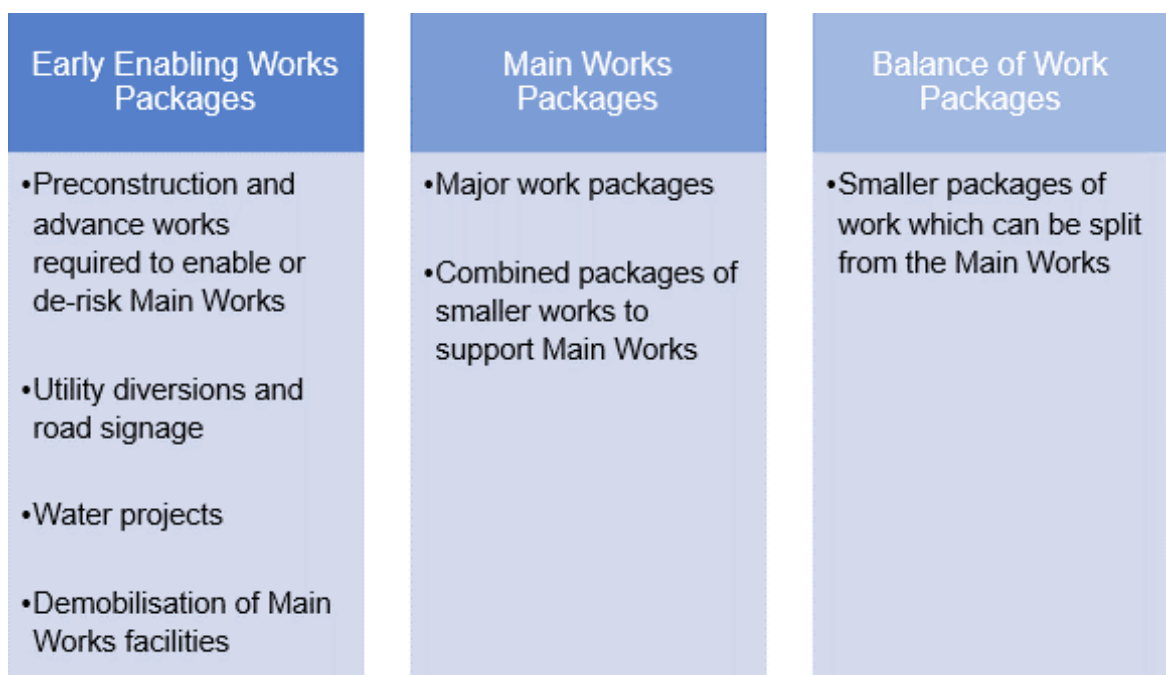 Early Enabling Works
Packages
•Preconstruction and
advance works
required to enable or
de-risk Main Works
•Utility diversions and
road signage
•Water projects
•Demobilisation of Main
Works facilities
Main Works
Packages
•Major work packages
•Combined packages of
smaller works to
support Main Works
Balance of Work
Packages
•Smaller packages of
work which can be split
from the Main Works